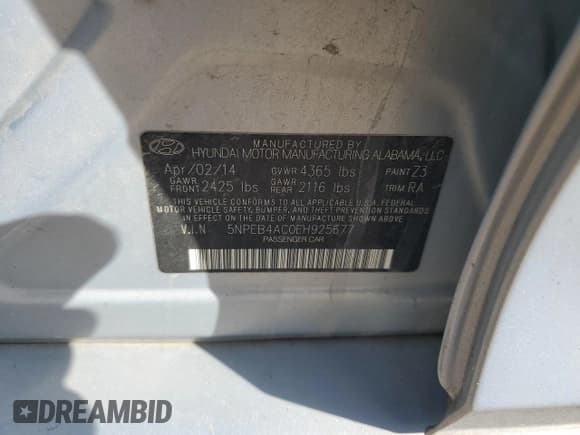 MANUFACTURED BY
HYUNDAI MOTOR MANUFACTURING ALABAMA, LLC
Apr/02/14 GVWR 4365 lbs PAINT Z3
GAWR FRONT 2425 lbs GAWR REAR 2116 lbs TRIM RA
THIS VEHICLE CONFORMS TO ALL APPLICABLE U.S.A. FEDERAL
MOTOR VEHICLE SAFETY, BUMPER, AND THEFT PREVENTION STANDARDS
IN EFFECT ON THE DATE OF MANUFACTURE SHOWN ABOVE
V.I.N 5NPEB4AC0EH925677
PASSENGER CAR
DREAMBID